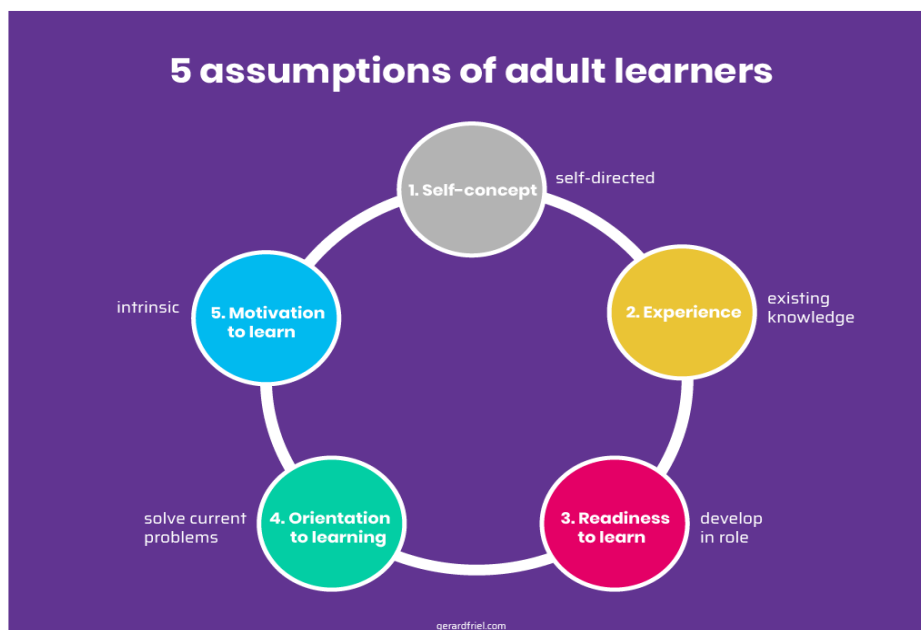 5 assumptions of adult learners
1. Self-concept
self-directed
2. Experience
existing
knowledge
3. Readiness
to learn
develop
in role
4. Orientation
to learning
solve current
problems
5. Motivation
to learn
intrinsic
gerardfriel.com